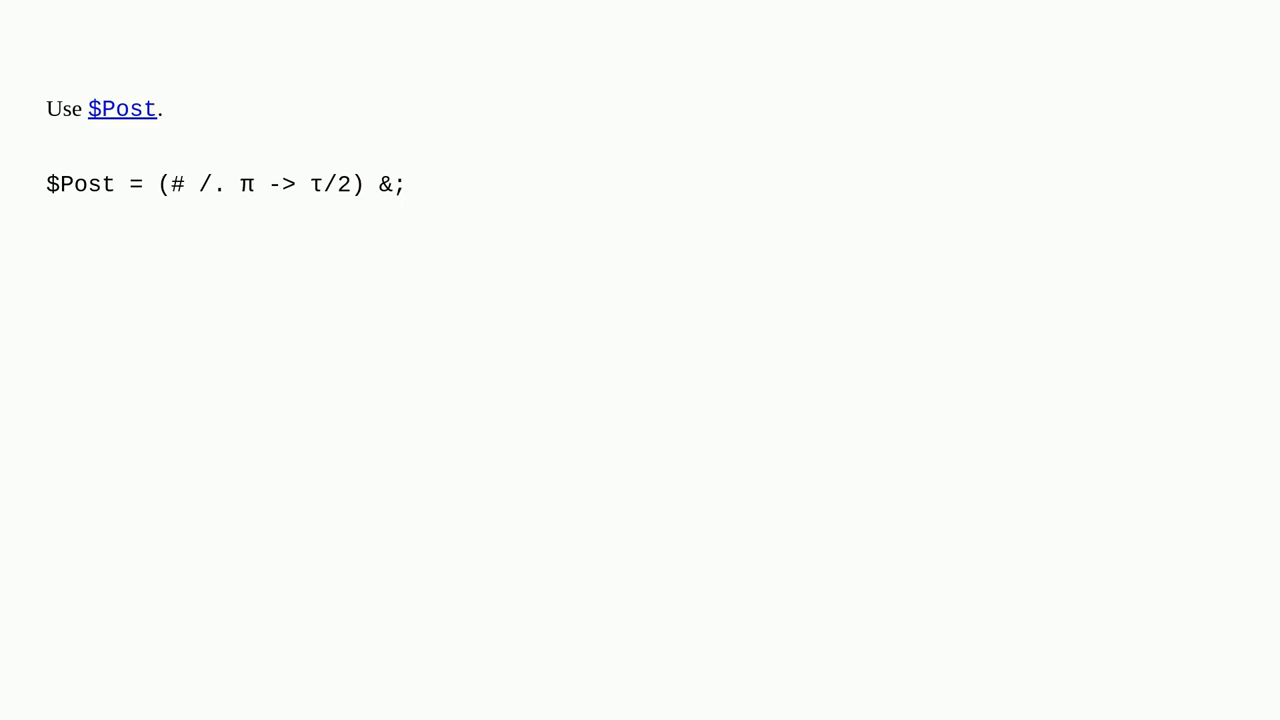 Use $Post.
$Post = (# /. π -> τ/2) &;